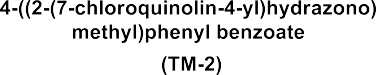 4-((2-(7-chloroquinolin-4-yl)hydrazono)
methyl)phenyl benzoate
(TM-2)